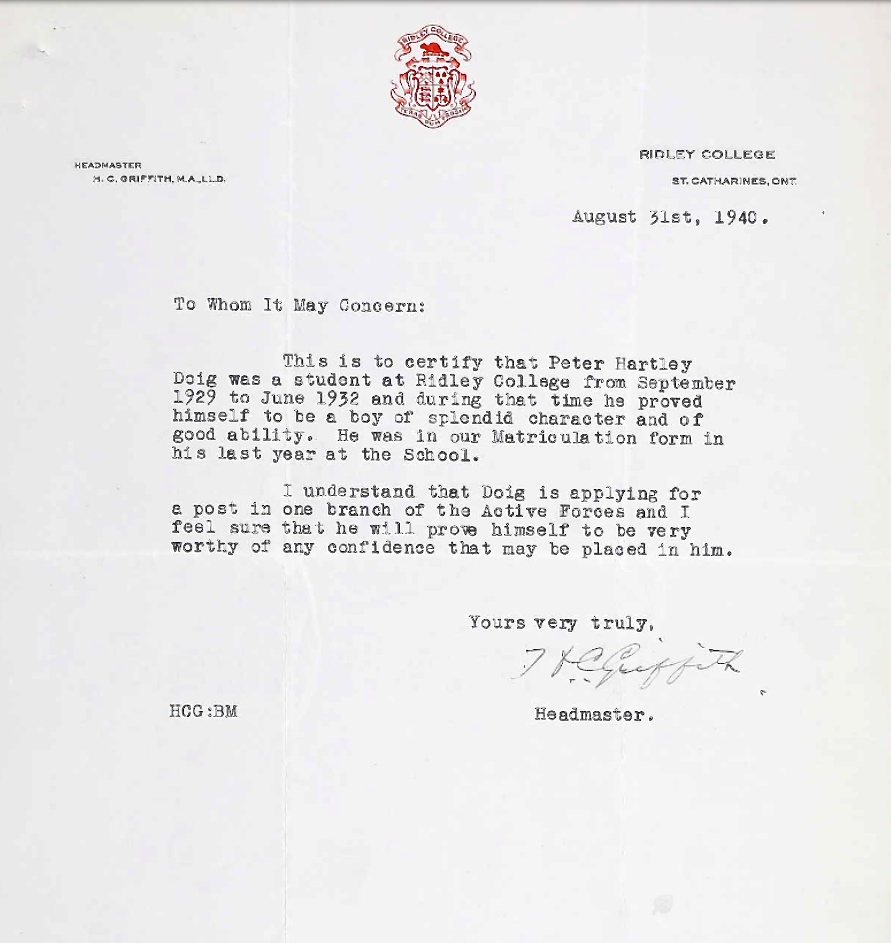 RIDLEY COLLEGE
TERAR DUM PROSIM
HEADMASTER
H. C. GRIFFITH, M.A., LL.D.
RIDLEY COLLEGE
ST. CATHARINES, ONT.
August 31st, 1940.
To Whom It May Concern:
This is to certify that Peter Hartley
Doig was a student at Ridley College from September
1929 to June 1932 and during that time he proved
himself to be a boy of splendid character and of
good ability. He was in our Matriculation form in
his last year at the School.
I understand that Doig is applying for
a post in one branch of the Active Forces and I
feel sure that he will prove himself to be very
worthy of any confidence that may be placed in him.
Yours very truly,
H C Griffith
HCG:BM
Headmaster.